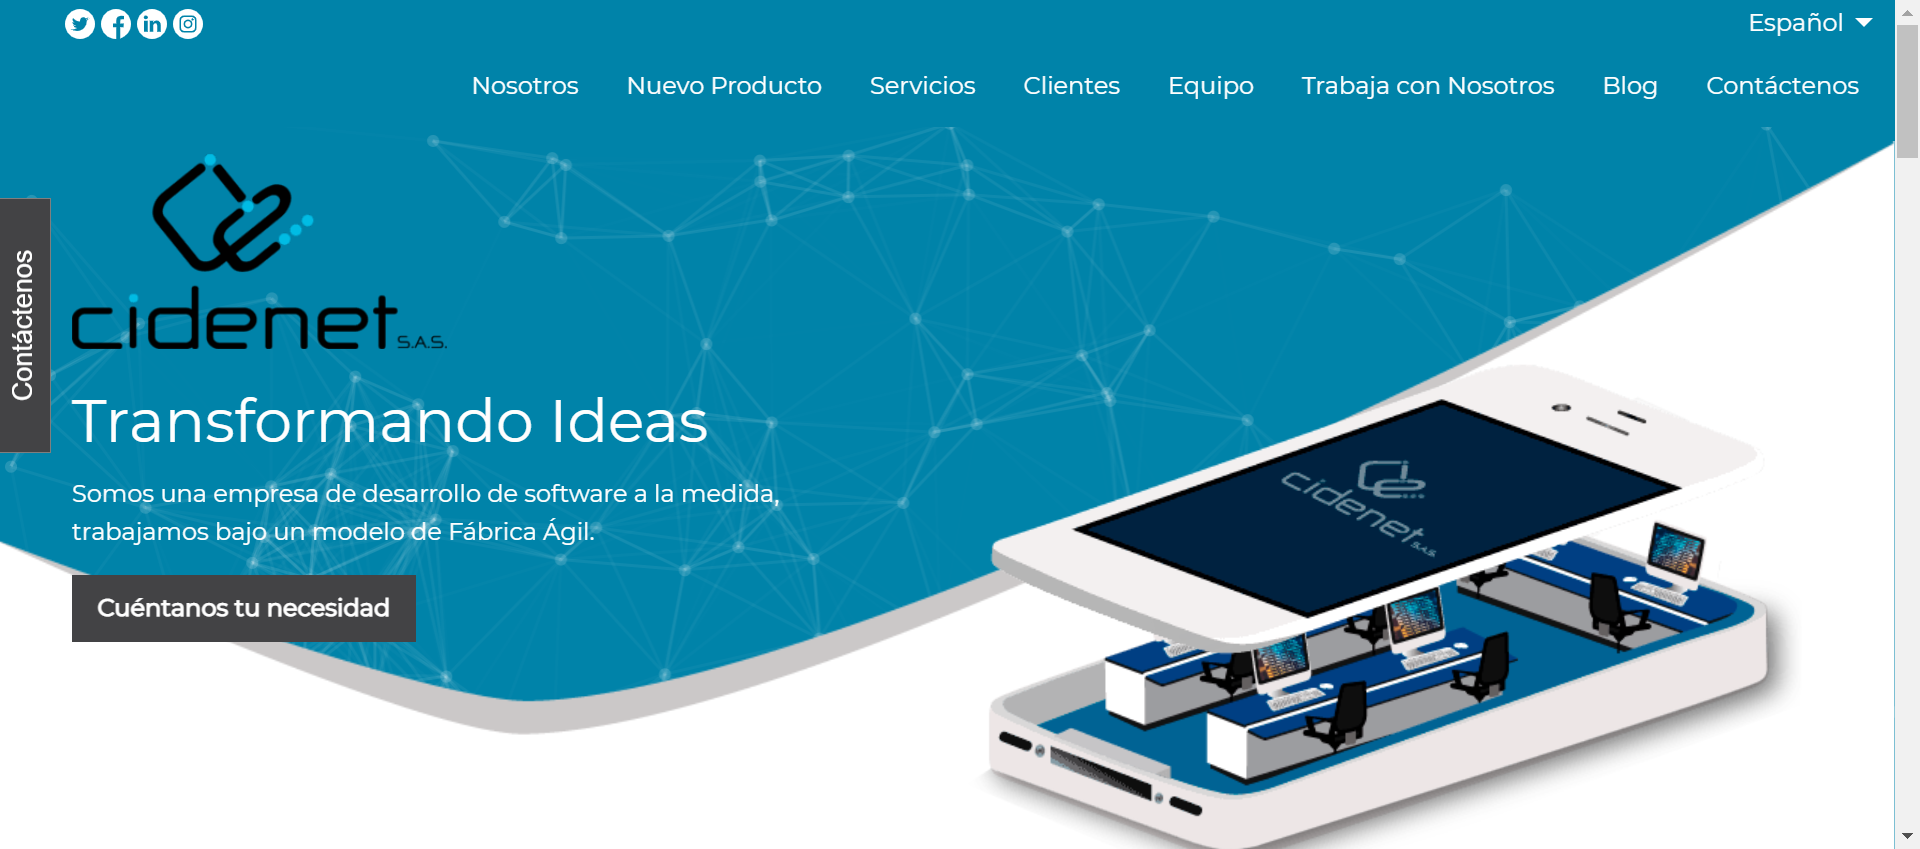 Español
Nosotros Nuevo Producto Servicios Clientes Equipo Trabaja con Nosotros Blog Contáctenos
cidenet S.A.S.
Contáctenos
Transformando Ideas
Somos una empresa de desarrollo de software a la medida,
trabajamos bajo un modelo de Fábrica Ágil.
Cuéntanos tu necesidad
cidenet S.A.S.